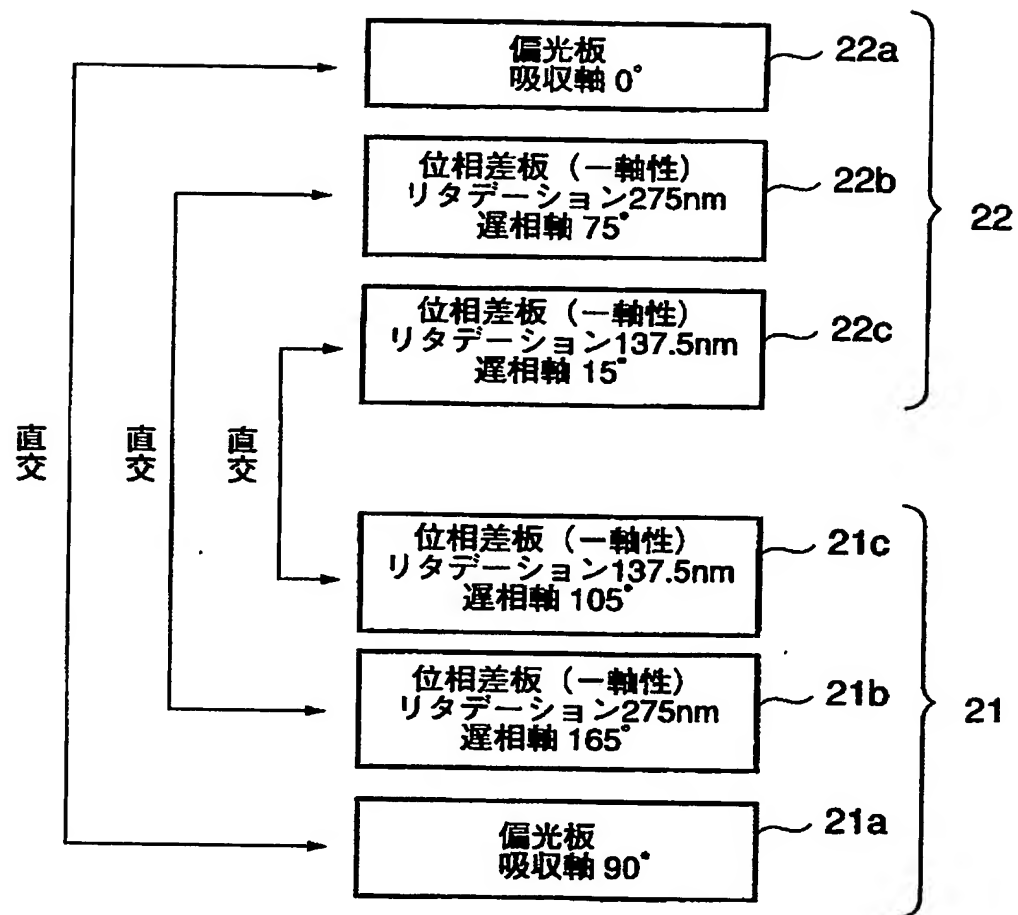 偏光板
吸収軸 0°
22a
位相差板（一軸性）
リタデーション275nm
遅相軸 75°
22b
22
位相差板（一軸性）
リタデーション137.5nm
遅相軸 15°
22c
直交
直交
直交
位相差板（一軸性）
リタデーション137.5nm
遅相軸 105°
21c
位相差板（一軸性）
リタデーション275nm
遅相軸 165°
21b
21
偏光板
吸収軸 90°
21a